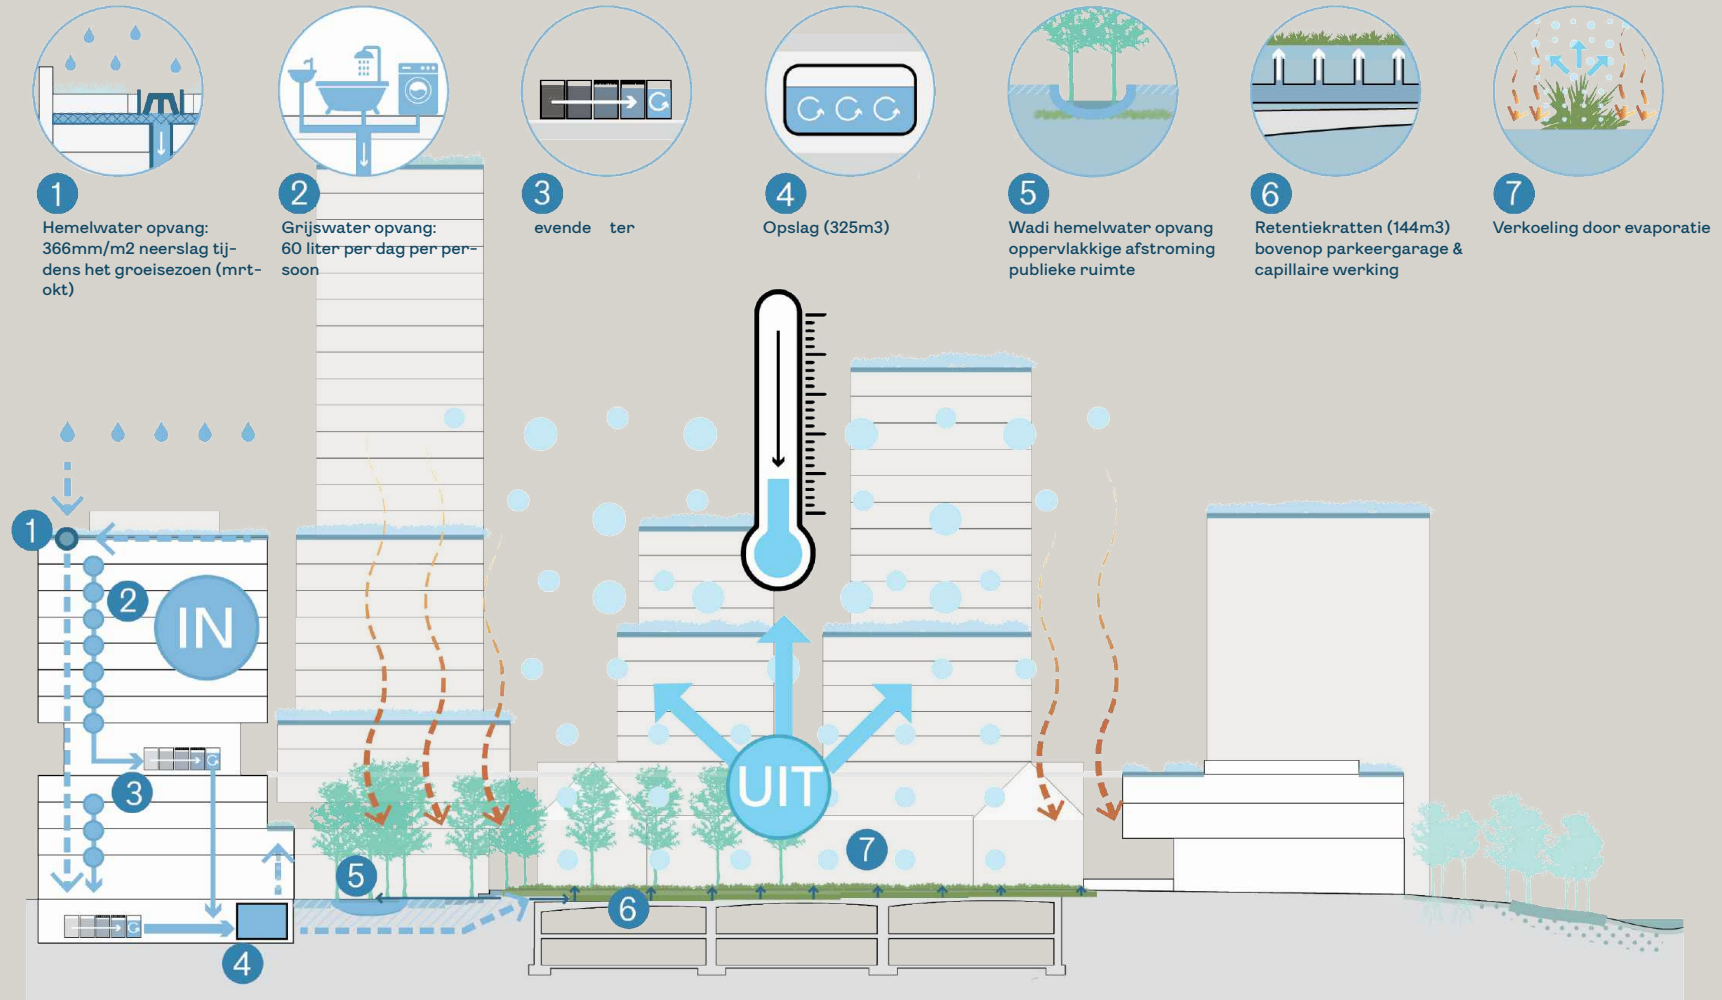 1
Hemelwater opvang:
366mm/m2 neerslag tij-
dens het groeisezoen (mrt-
okt)
2
Grijswater opvang:
60 liter per dag per per-
soon
3
evende ter
4
Opslag (325m3)
5
Wadi hemelwater opvang
oppervlakkige afstroming
publieke ruimte
6
Retentiekratten (144m3)
bovenop parkeergarage &
capillaire werking
7
Verkoeling door evaporatie
1
2
IN
3
4
5
UIT
6
7